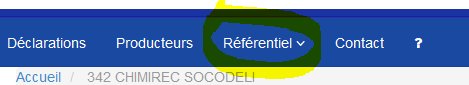 Déclarations Producteurs Référentiel Contact ?
Accueil / 342 CHIMIREC SOCODELI